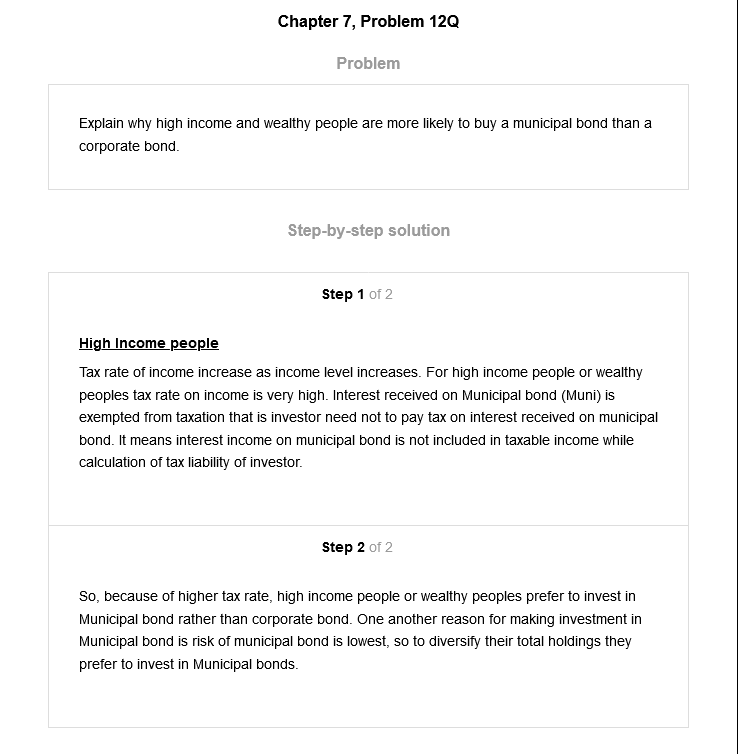 Chapter 7, Problem 12Q
Problem
Explain why high income and wealthy people are more likely to buy a municipal bond than a
corporate bond.
Step-by-step solution
Step 1 of 2
High Income people
Tax rate of income increase as income level increases. For high income people or wealthy
peoples tax rate on income is very high. Interest received on Municipal bond (Muni) is
exempted from taxation that is investor need not to pay tax on interest received on municipal
bond. It means interest income on municipal bond is not included in taxable income while
calculation of tax liability of investor.
Step 2 of 2
So, because of higher tax rate, high income people or wealthy peoples prefer to invest in
Municipal bond rather than corporate bond. One another reason for making investment in
Municipal bond is risk of municipal bond is lowest, so to diversify their total holdings they
prefer to invest in Municipal bonds.